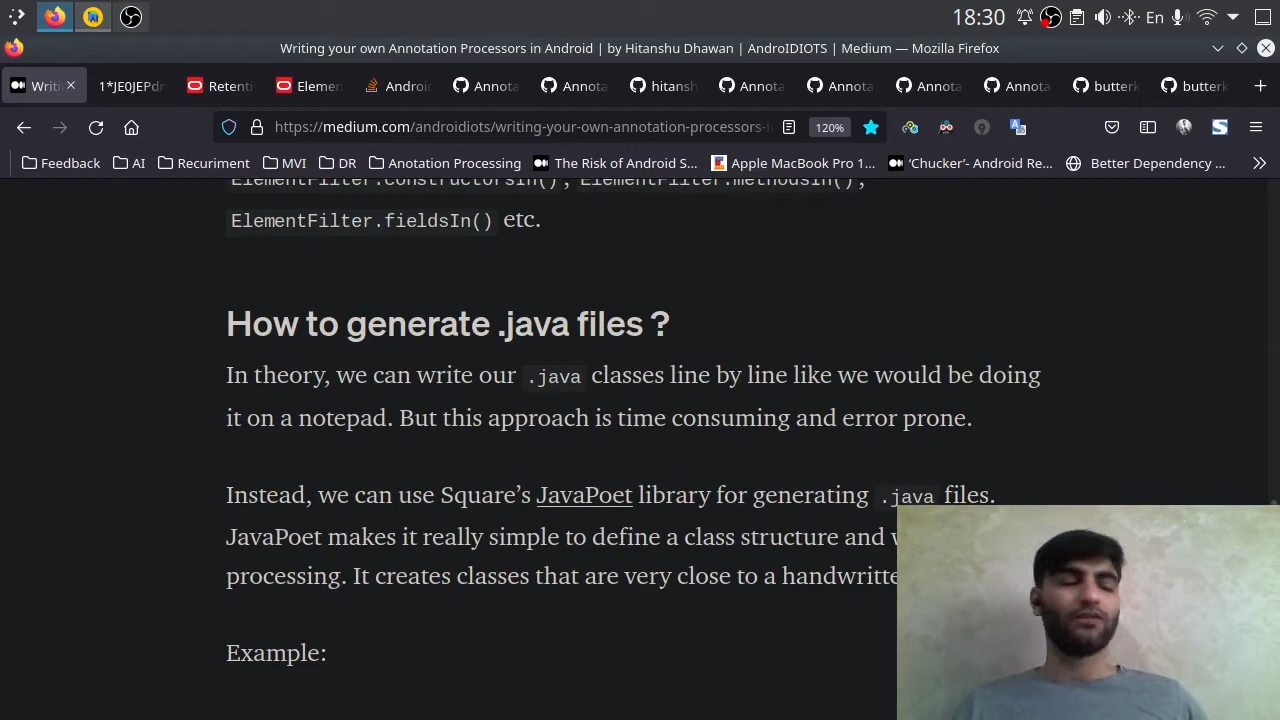 18:30
En
Writing your own Annotation Processors in Android | by Hitanshu Dhawan | AndroIDIOTS | Medium — Mozilla Firefox
Writi
1*JE0JEPdr
Retenti
Elemen
Androi
Annota
Annota
hitansh
Annota
Annota
Annota
butterk
butterk
https://medium.com/androidiots/writing-your-own-annotation-processors-i
120%
Feedback
AI
Recruriment
MVI
DR
Anotation Processing
The Risk of Android S...
Apple MacBook Pro 1...
‘Chucker’- Android Re...
Better Dependency ...
ElementFilter.constructorsIn(), ElementFilter.methodsIn(),
ElementFilter.fieldsIn() etc.
How to generate .java files ?
In theory, we can write our .java classes line by line like we would be doing
it on a notepad. But this approach is time consuming and error prone.
Instead, we can use Square’s JavaPoet library for generating .java files.
JavaPoet makes it really simple to define a class structure and
processing. It creates classes that are very close to a handwritte
Example: